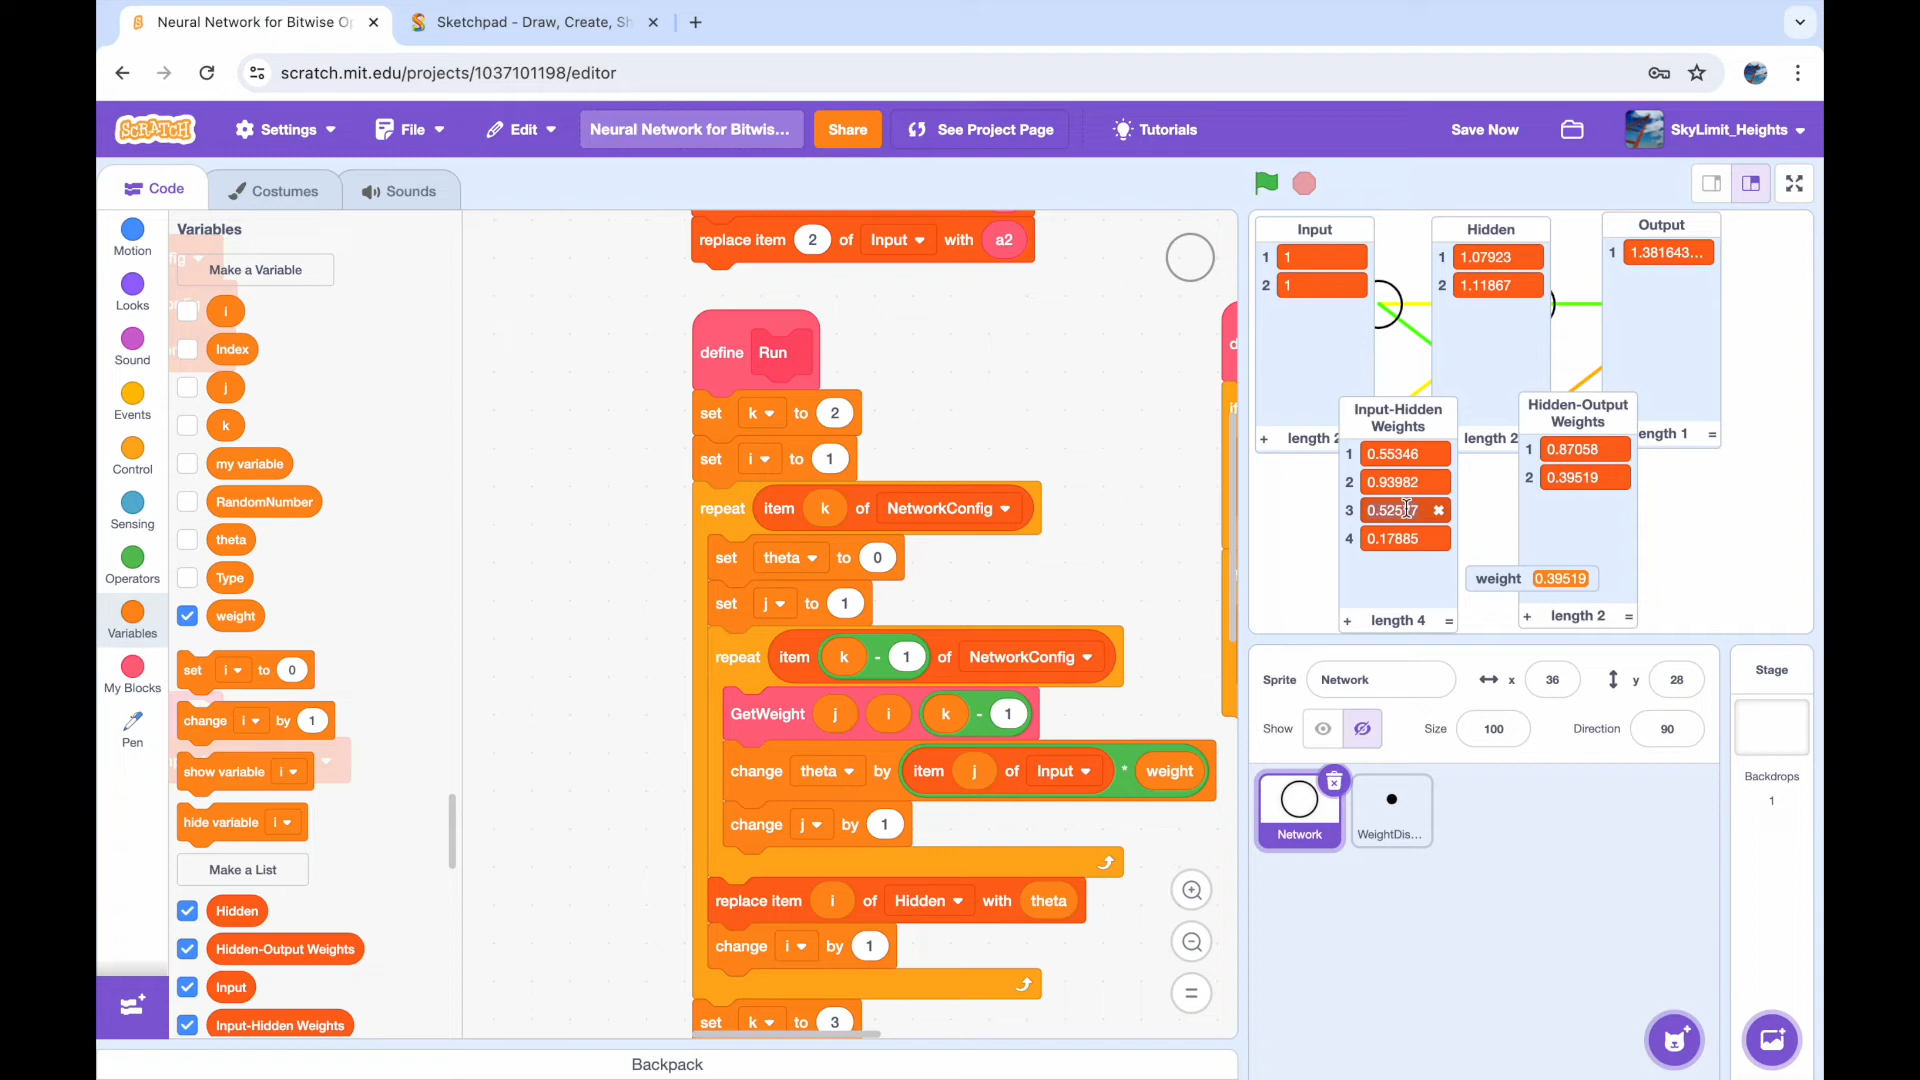 Neural Network for Bitwise Op
Sketchpad - Draw, Create, Sh
scratch.mit.edu/projects/1037101198/editor
SCRATCH
Settings
File
Edit
Neural Network for Bitwis...
Share
See Project Page
Tutorials
Save Now
SkyLimit_Heights
Code
Costumes
Sounds
Motion
Looks
Sound
Events
Control
Sensing
Operators
Variables
My Blocks
Pen
Variables
Make a Variable
i
Index
j
k
my variable
RandomNumber
theta
Type
weight
set i to 0
change i by 1
show variable i
hide variable i
Make a List
Hidden
Hidden-Output Weights
Input
Input-Hidden Weights
replace item 2 of Input with a2
define Run
set k to 2
set i to 1
repeat item k of NetworkConfig
set theta to 0
set j to 1
repeat item k - 1 of NetworkConfig
GetWeight j i k - 1
change theta by item j of Input * weight
change j by 1
replace item i of Hidden with theta
change i by 1
set k to 3
Backpack
Input
1 1
2 1
+ length 2
Hidden
1 1.07923
2 1.11867
length 2
Output
1 1.381643...
ength 1 =
Input-Hidden
Weights
1 0.55346
2 0.93982
3
4 0.17885
+ length 4 =
Hidden-Output
Weights
1 0.87058
2 0.39519
+ length 2 =
weight 0.39519
Sprite Network x 36 y 28
Show Size 100 Direction 90
Network
WeightDis...
Stage
Backdrops
1